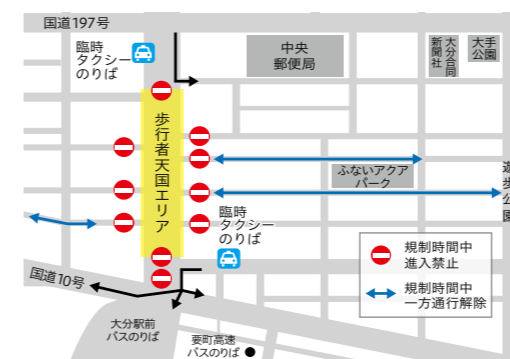 国道197号
臨時
タクシー
のりば
中央
郵便局
大分合同
新聞社
大手
公園
歩行者天国エリア
ふないアクア
パーク
遊歩公園
臨時
タクシー
のりば
国道10号
規制時間中
進入禁止
規制時間中
一方通行解除
大分駅前
バスのりば
要町高速
バスのりば